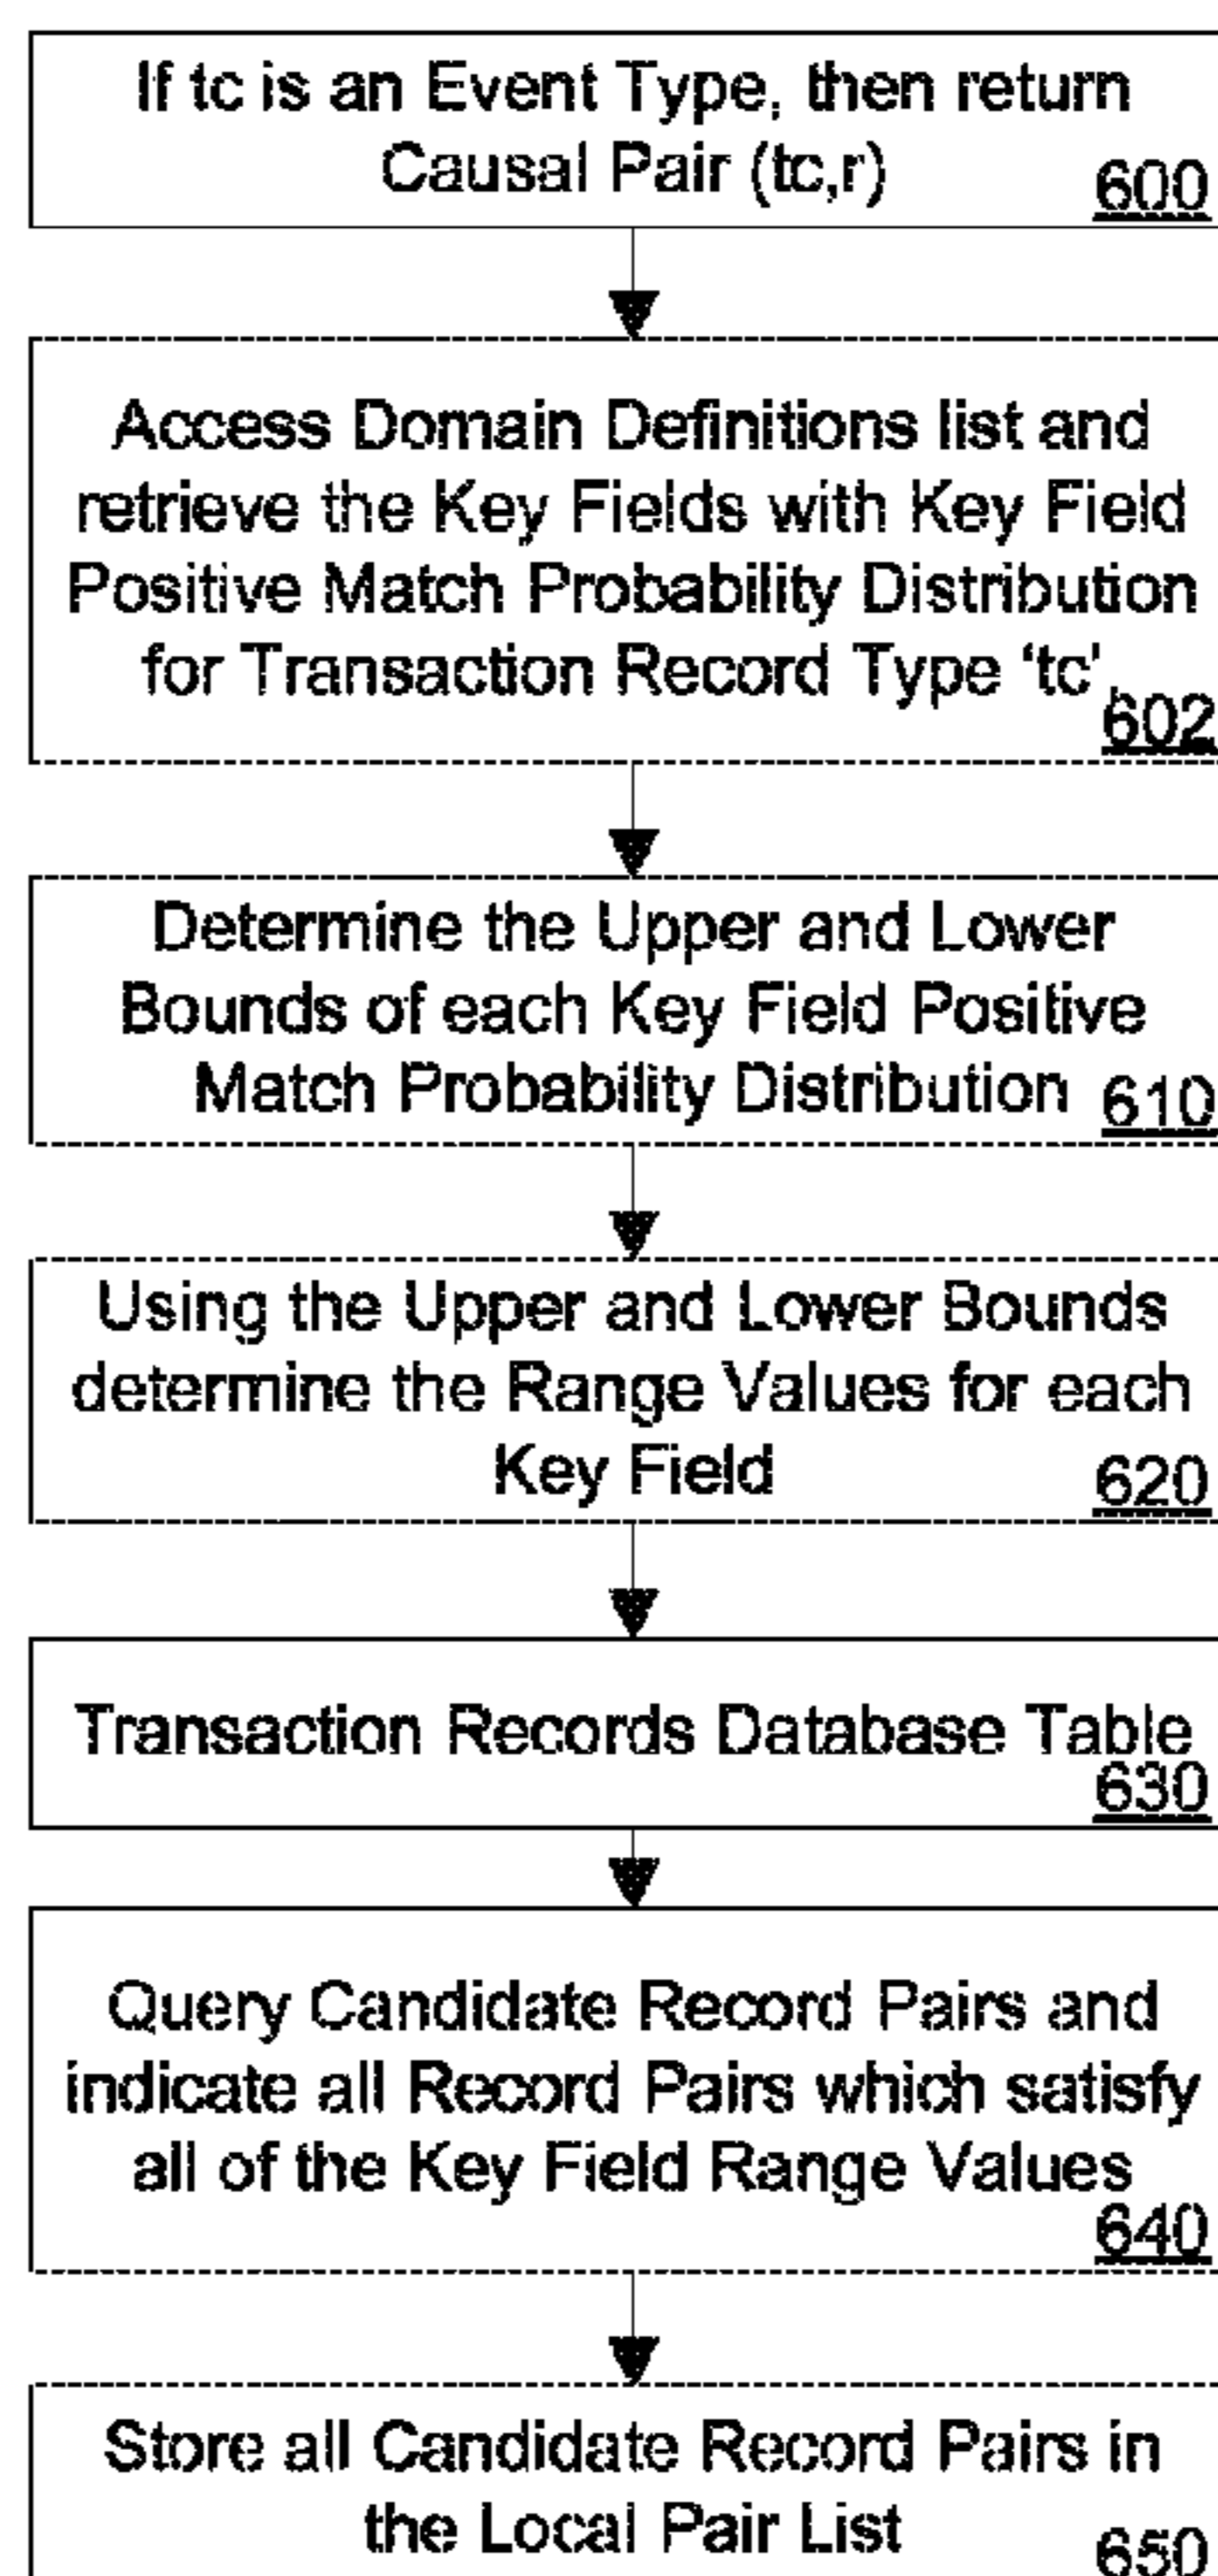 If tc is an Event Type, then return
Causal Pair (tc,r)
600
Access Domain Definitions list and
retrieve the Key Fields with Key Field
Positive Match Probability Distribution
for Transaction Record Type ‘tc’
602
Determine the Upper and Lower
Bounds of each Key Field Positive
Match Probability Distribution 610
Using the Upper and Lower Bounds
determine the Range Values for each
Key Field 620
Transaction Records Database Table
630
Query Candidate Record Pairs and
indicate all Record Pairs which satisfy
all of the Key Field Range Values
640
Store all Candidate Record Pairs in
the Local Pair List 650